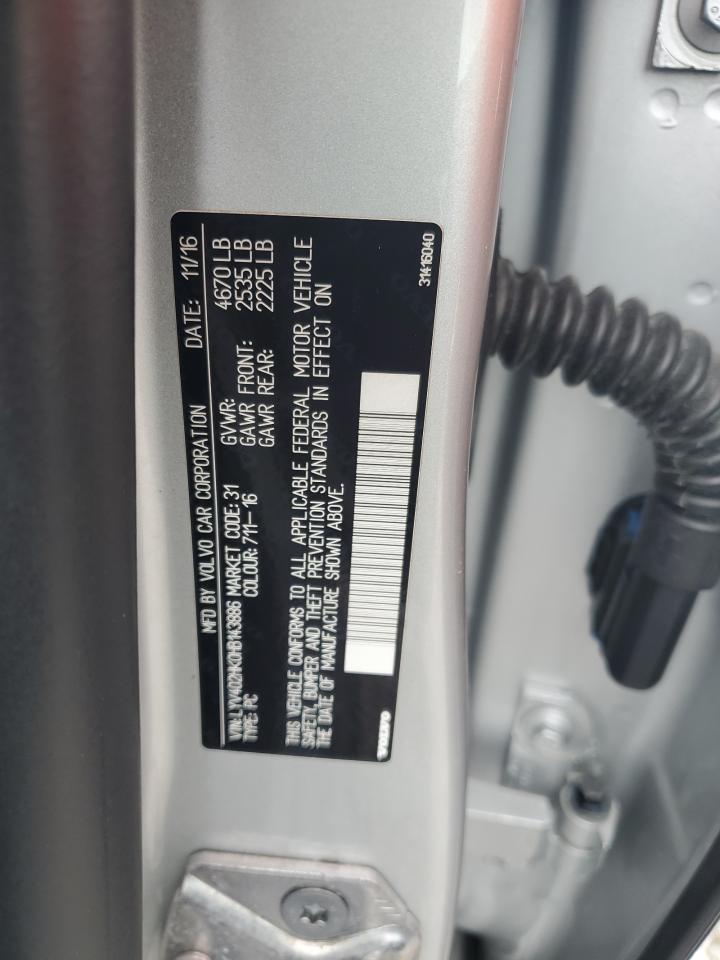 MFD BY VOLVO CAR CORPORATION DATE: 11/16
VIN: LYV402HK0HB143886 MARKET CODE: 31 GVWR: 4670 LB
TYPE: PC COLOUR: 711-16 GAWR FRONT: 2535 LB
GAWR REAR: 2225 LB
THIS VEHICLE CONFORMS TO ALL APPLICABLE FEDERAL MOTOR VEHICLE
SAFETY, BUMPER AND THEFT PREVENTION STANDARDS IN EFFECT ON
THE DATE OF MANUFACTURE SHOWN ABOVE.
VOLVO 31416040